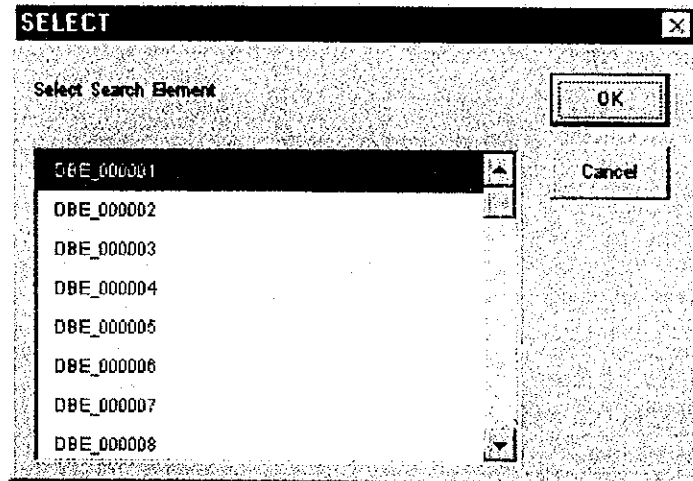 SELECT
Select Search Element
OK
Cancel
DBE_000001
DBE_000002
DBE_000003
DBE_000004
DBE_000005
DBE_000006
DBE_000007
DBE_000008